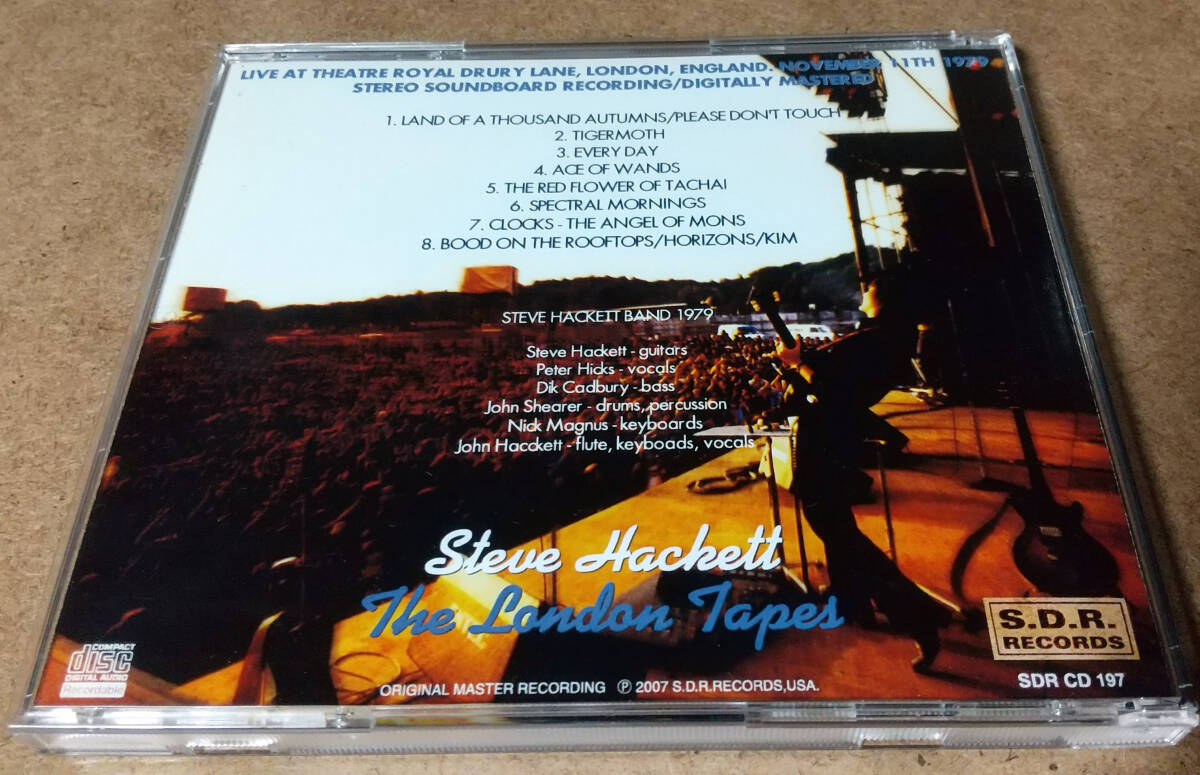 LIVE AT THEATRE ROYAL DRURY LANE, LONDON, ENGLAND. NOVEMBER 11TH 1979
STEREO SOUNDBOARD RECORDING/DIGITALLY MASTERED
1. LAND OF A THOUSAND AUTUMNS/PLEASE DON'T TOUCH
2. TIGERMOTH
3. EVERY DAY
4. ACE OF WANDS
5. THE RED FLOWER OF TACHAI
6. SPECTRAL MORNINGS
7. CLOCKS - THE ANGEL OF MONS
8. BOOD ON THE ROOFTOPS/HORIZONS/KIM
STEVE HACKETT BAND 1979
Steve Hackett - guitars
Peter Hicks - vocals
Dik Cadbury - bass
John Shearer - drums, percussion
Nick Magnus - keyboards
John Hacckett - flute, keyboads, vocals
Steve Hackett
The London Tapes
S.D.R.
RECORDS
COMPACT
disc
DIGITAL AUDIO
Recordable
ORIGINAL MASTER RECORDING ℗ 2007 S.D.R.RECORDS,USA.
SDR CD 197